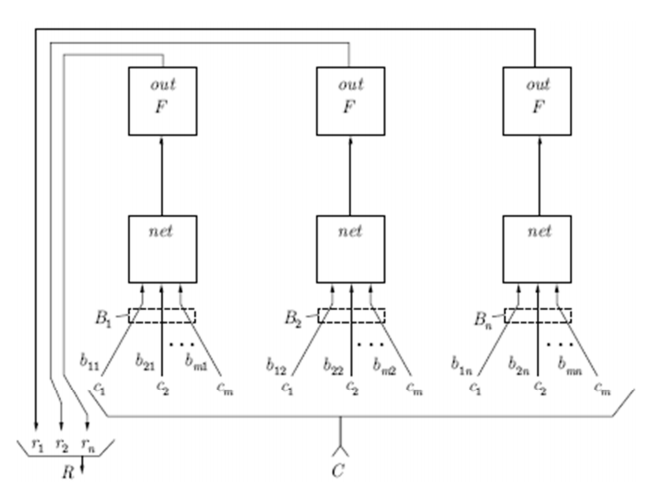 out out out
F F F
net net net
B₁ B₂ Bₙ
b₁₁ b₂₁ ... bₘ₁ b₁₂ b₂₂ ... bₘ₂ b₁ₙ b₂ₙ ... bₘₙ
c₁ c₂ cₘ c₁ c₂ cₘ c₁ c₂ cₘ
r₁ r₂ rₙ
R C